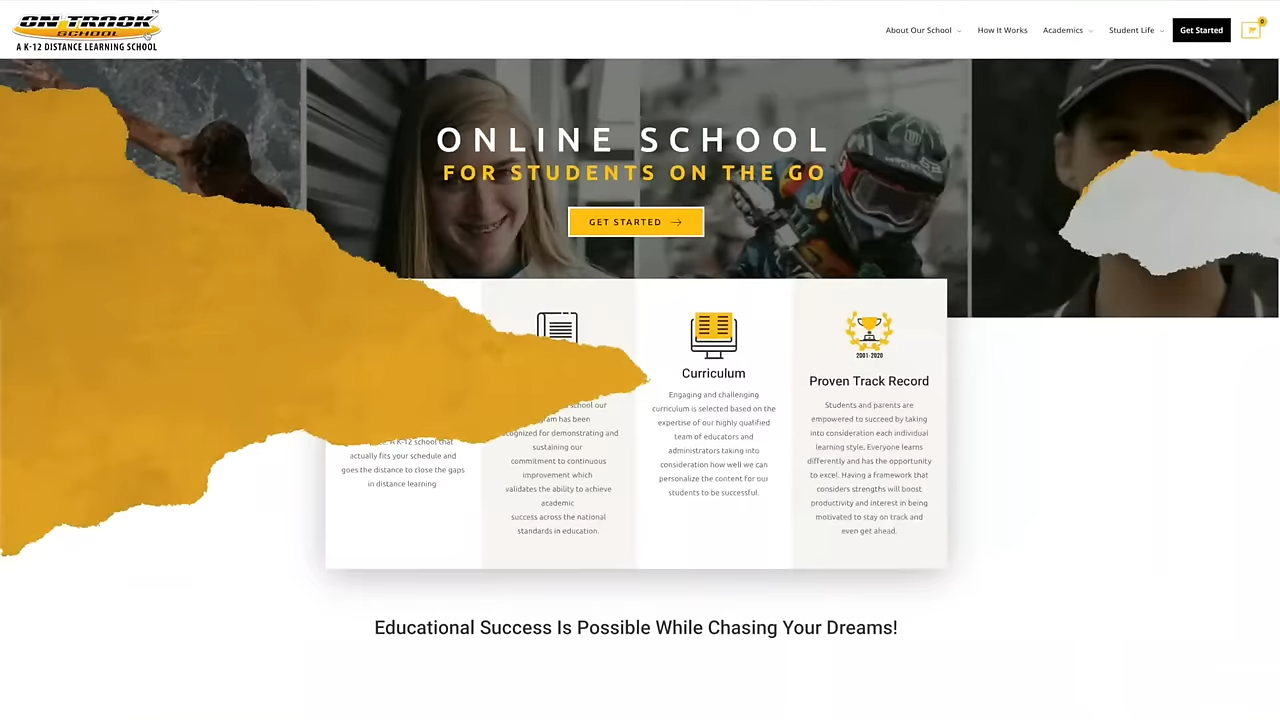 ON TRACK
TM
SCHOOL
A K-12 DISTANCE LEARNING SCHOOL
About Our School
How It Works
Academics
Student Life
Get Started
0
ONLINE SCHOOL
FOR STUDENTS ON THE GO
GET STARTED
A K-12 school that
actually fits your schedule and
goes the distance to close the gaps
in distance learning
school our
has been
demonstrating and
sustaining our
commitment to continuous
improvement which
validates the ability to achieve
academic
success across the national
standards in education.
Curriculum
Engaging and challenging
curriculum is selected based on the
expertise of our highly qualified
team of educators and
administrators taking into
consideration how well we can
personalize the content for our
students to be successful.
2001-2020
Proven Track Record
Students and parents are
empowered to succeed by taking
into consideration each individual
learning style. Everyone learns
differently and has the opportunity
to excel. Having a framework that
considers strengths will boost
productivity and interest in being
motivated to stay on track and
even get ahead.
Educational Success Is Possible While Chasing Your Dreams!